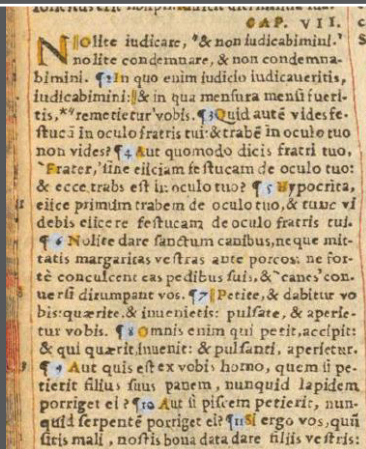 CAP. VII.
Nolite iudicare, "& non iudicabimini."
nolite condemnare, & non condemna-
bimini. ¶2 In quo enim iudicio iudicaueritis,
iudicabimini: & in qua mensura mensi fueri-
tis, remetietur vobis. ¶3 Quid autē vides fe-
stucā in oculo fratris tui: & trabē in oculo tuo
non vides? ¶4 Aut quomodo dicis fratri tuo,
`Frater,' sine eiiciam festucam de oculo tuo:
& ecce trabs est in oculo tuo? ¶5 Hypocrita,
eiice primùm trabem de oculo tuo, & tunc vi
debis eiicere festucam de oculo fratris tui.
¶6 Nolite dare sanctum canibus, neque mit-
tatis margaritas vestras ante porcos: ne for-
tè conculcent eas pedibus suis, & `canes' con-
uersi dirumpant vos. ¶7 Petite, & dabitur vo
bis: quærite, & inuenietis: pulsate, & aperie-
tur vobis. ¶8 Omnis enim qui petit, accipit:
& qui quærit, inuenit: & pulsanti, aperietur.
¶9 Aut quis est ex vobis homo, quem si pe-
tierit filius suus panem, nunquid lapidem
porriget ei? ¶10 Aut si piscem petierit, nun-
quid serpentē porriget ei? ¶11 Si ergo vos, quū
sitis mali, nostis bona data dare filiis vestris: